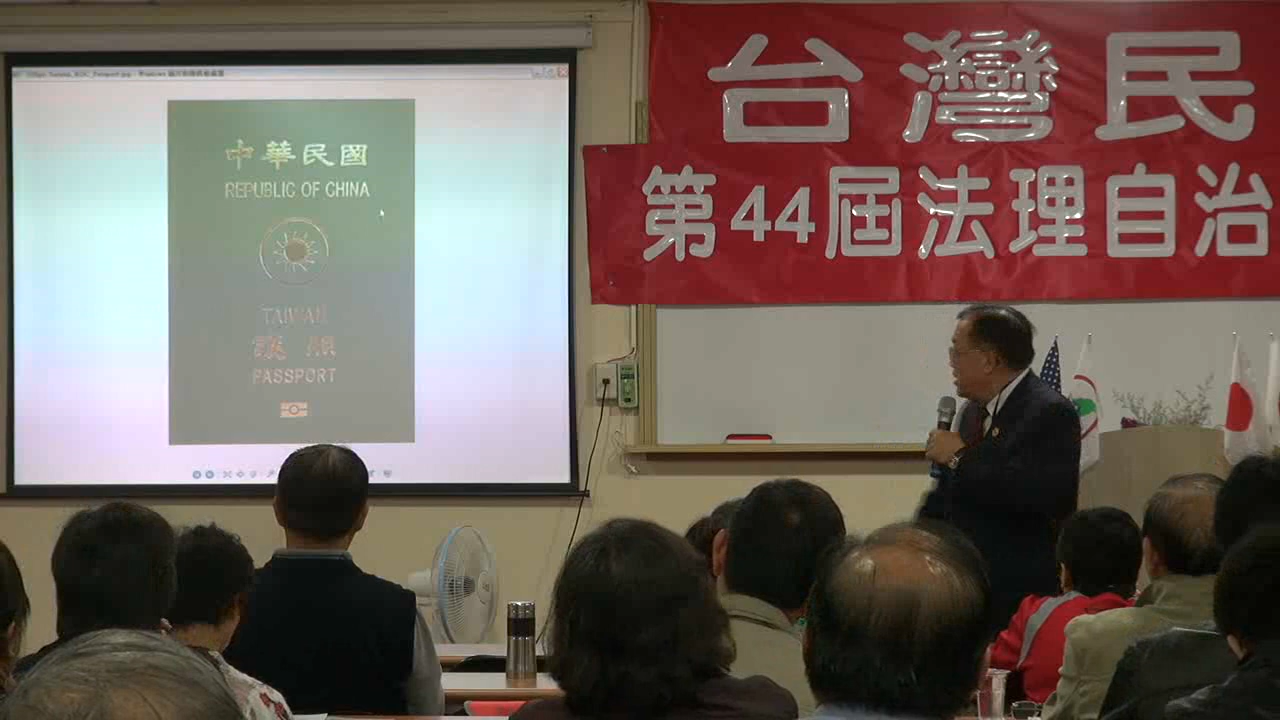 中華民國
REPUBLIC OF CHINA
TAIWAN
護照
PASSPORT
台灣民
第44屆法理自治